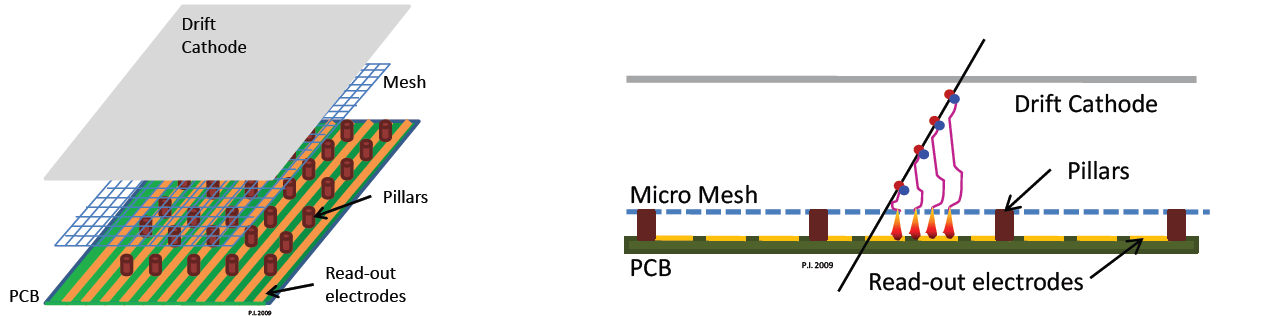 Drift
Cathode
Mesh
Pillars
Read-out
electrodes
PCB
P.I. 2009
Drift Cathode
Pillars
Micro Mesh
PCB
P.I. 2009
Read-out electrodes